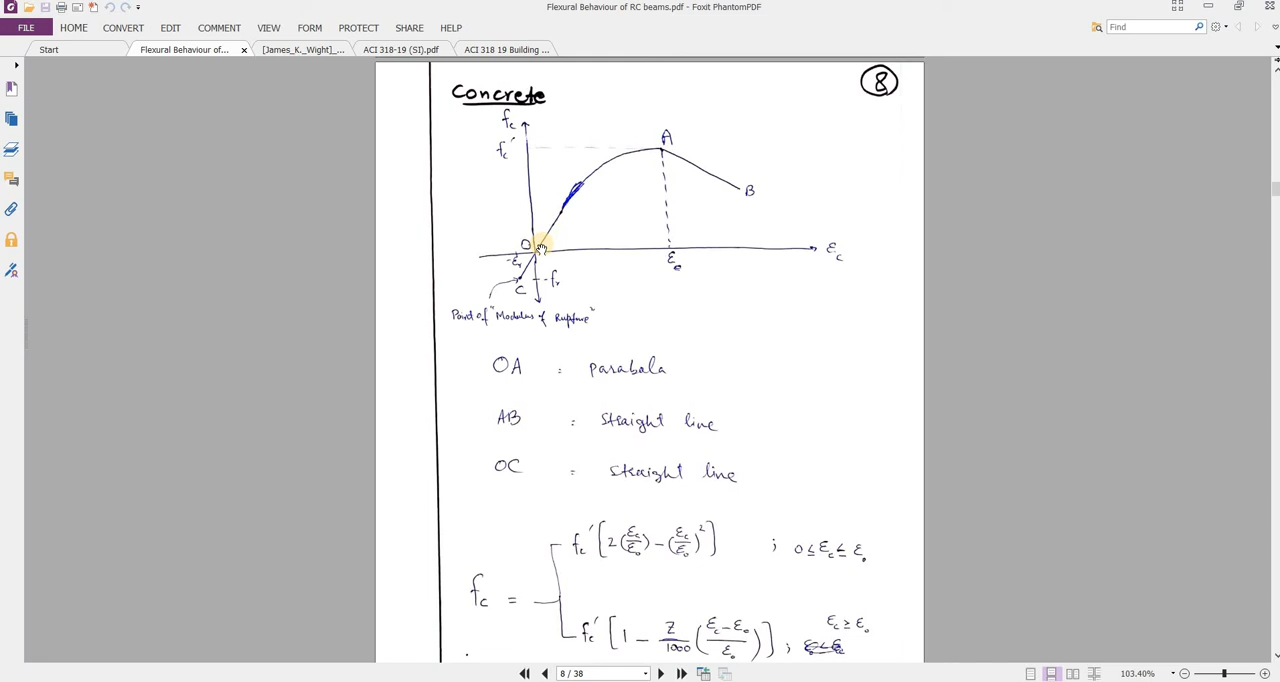 Flexural Behaviour of RC beams.pdf - Foxit PhantomPDF
FILE HOME CONVERT EDIT COMMENT VIEW FORM PROTECT SHARE HELP
Find
Start Flexural Behaviour of... × [James_K._Wight]_... ACI 318-19 (SI).pdf ACI 318 19 Building ...
Concrete
8
fc
fc'
A
B
O
εc
-εr
-fr
εo
C
Point of "Modulus of Rupture"
OA : parabala
AB = straight line
OC = straight line
fc' [2(εc/εo) - (εc/εo)²] ; 0 ≤ εc ≤ εo
fc =
εc ≥ εo
fc' [1 - Z/1000 ((εc - εo)/εo)] ;
8 / 38
103.40%